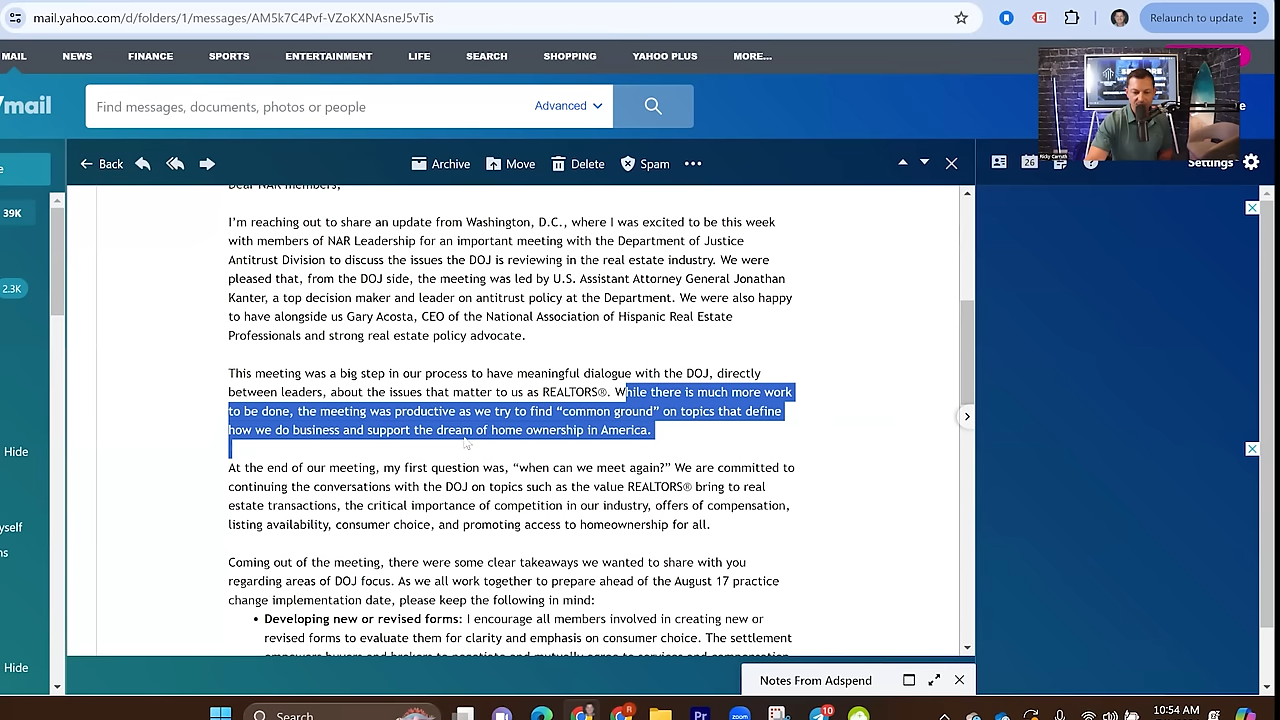 mail.yahoo.com/d/folders/1/messages/AM5k7C4Pvf-VZoKXNAsneJ5vTis
Relaunch to update
MAIL NEWS FINANCE SPORTS ENTERTAINMENT LIFE SEARCH SHOPPING YAHOO PLUS MORE...
mail
Find messages, documents, photos or people
Advanced
Ricky Carruth
Back
Archive
Move
Delete
Spam
26
Settings
39K
2.3K
Hide
Hide
Dear NAR members,
I'm reaching out to share an update from Washington, D.C., where I was excited to be this week
with members of NAR Leadership for an important meeting with the Department of Justice
Antitrust Division to discuss the issues the DOJ is reviewing in the real estate industry. We were
pleased that, from the DOJ side, the meeting was led by U.S. Assistant Attorney General Jonathan
Kanter, a top decision maker and leader on antitrust policy at the Department. We were also happy
to have alongside us Gary Acosta, CEO of the National Association of Hispanic Real Estate
Professionals and strong real estate policy advocate.
This meeting was a big step in our process to have meaningful dialogue with the DOJ, directly
between leaders, about the issues that matter to us as REALTORS®. While there is much more work
to be done, the meeting was productive as we try to find “common ground” on topics that define
how we do business and support the dream of home ownership in America.
At the end of our meeting, my first question was, “when can we meet again?” We are committed to
continuing the conversations with the DOJ on topics such as the value REALTORS® bring to real
estate transactions, the critical importance of competition in our industry, offers of compensation,
listing availability, consumer choice, and promoting access to homeownership for all.
Coming out of the meeting, there were some clear takeaways we wanted to share with you
regarding areas of DOJ focus. As we all work together to prepare ahead of the August 17 practice
change implementation date, please keep the following in mind:
• Developing new or revised forms: I encourage all members involved in creating new or
revised forms to evaluate them for clarity and emphasis on consumer choice. The settlement
empowers buyers and brokers to negotiate and mutually agree to services and compensation
Notes From Adspend
Search
10
10:54 AM